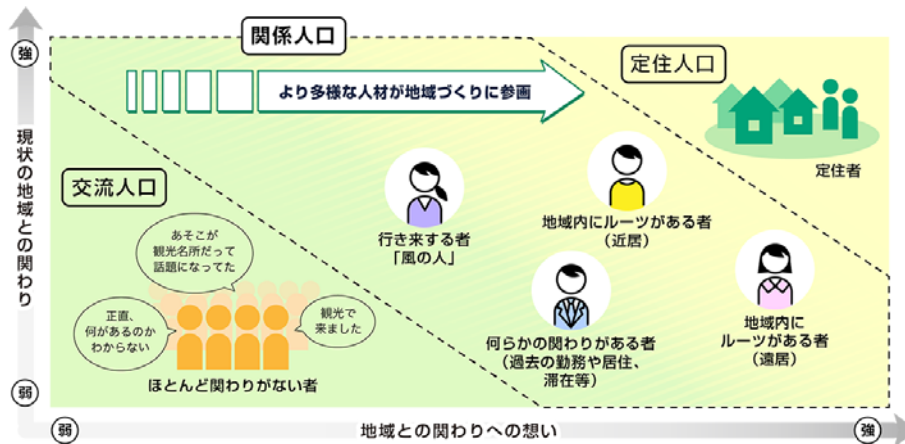 強
現状の地域との関わり
弱
関係人口
より多様な人材が地域づくりに参画
定住人口
定住者
交流人口
あそこが
観光名所だって
話題になってた
正直、
何があるのか
わからない
観光で
来ました
ほとんど関わりがない者
行き来する者
「風の人」
地域内にルーツがある者
（近居）
何らかの関わりがある者
（過去の勤務や居住、
滞在等）
地域内に
ルーツがある者
（遠居）
弱
地域との関わりへの想い
強